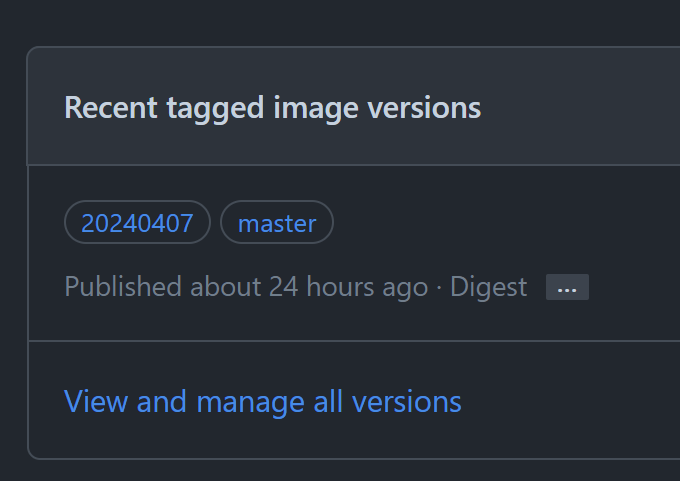 Recent tagged image versions
20240407 master
Published about 24 hours ago · Digest ...
View and manage all versions